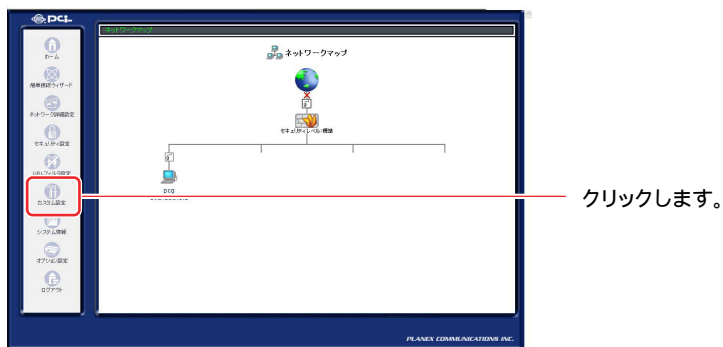 PCi
ネットワークマップ
ホーム
簡単接続ウィザード
ネットワーク詳細設定
セキュリティ設定
URLフィルタ設定
カスタム設定
システム情報
オプション設定
ログアウト
ネットワークマップ
セキュリティレベル:標準
pcg
クリックします。
PLANEX COMMUNICATIONS INC.